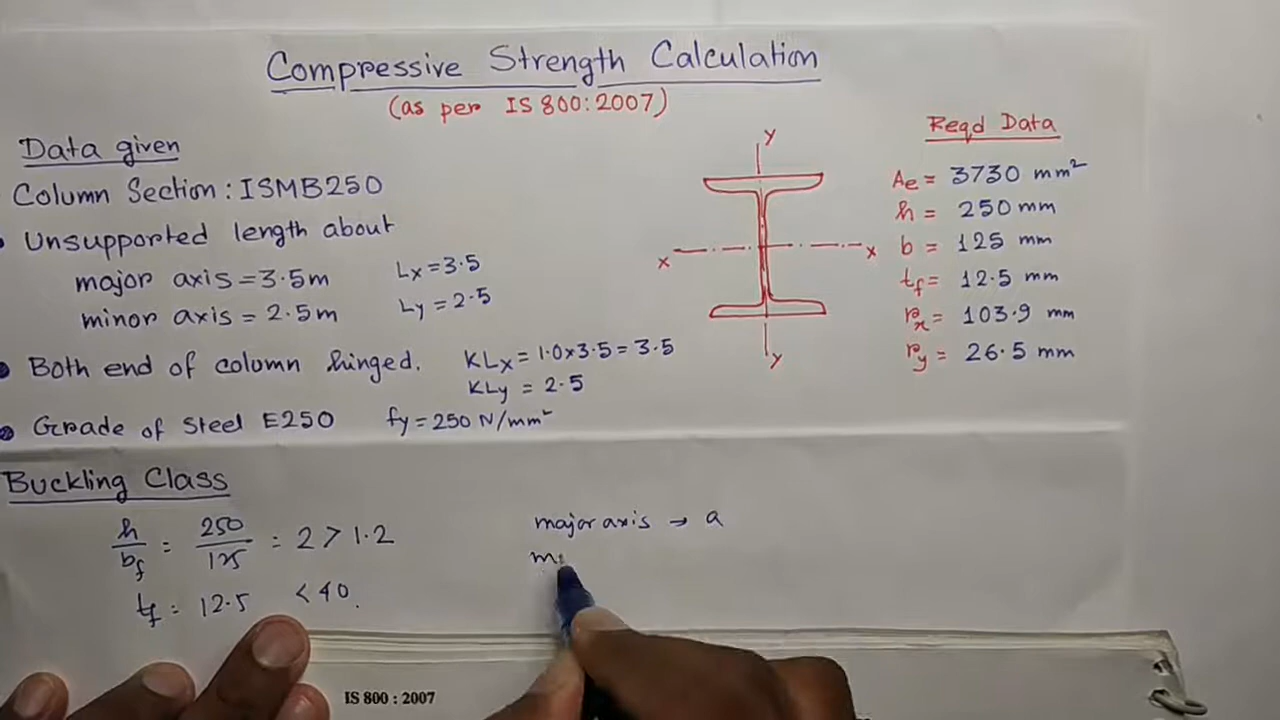 Compressive Strength Calculation
(as per IS 800:2007)
Data given
Column Section : ISMB250
Unsupported length about
major axis = 3.5m
Lx = 3.5
minor axis = 2.5m
Ly = 2.5
Both end of column hinged.
KLx = 1.0x3.5 = 3.5
KLy = 2.5
Grade of Steel E250
fy = 250 N/mm²
Y
x x
Y
Reqd Data
Ae = 3730 mm²
h = 250 mm
b = 125 mm
tf = 12.5 mm
rx = 103.9 mm
ry = 26.5 mm
Buckling Class
h/bf = 250/125 = 2 > 1.2
tf = 12.5 < 40.
major axis → a
mi
IS 800 : 2007